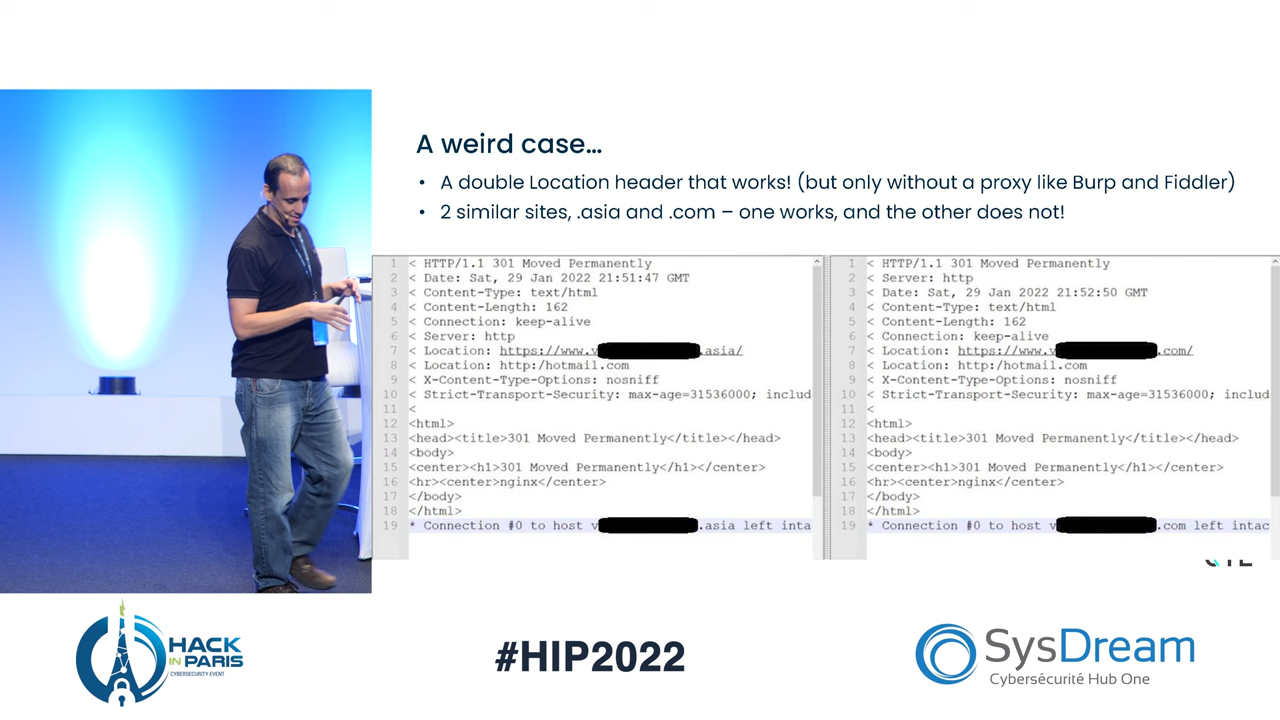 A weird case...
• A double Location header that works! (but only without a proxy like Burp and Fiddler)
• 2 similar sites, .asia and .com – one works, and the other does not!
1 < HTTP/1.1 301 Moved Permanently
2 < Date: Sat, 29 Jan 2022 21:51:47 GMT
3 < Content-Type: text/html
4 < Content-Length: 162
5 < Connection: keep-alive
6 < Server: http
7 < Location: https://www.v .asia/
8 < Location: http:/hotmail.com
9 < X-Content-Type-Options: nosniff
10 < Strict-Transport-Security: max-age=31536000; includ
11 <
12 <html>
13 <head><title>301 Moved Permanently</title></head>
14 <body>
15 <center><h1>301 Moved Permanently</h1></center>
16 <hr><center>nginx</center>
17 </body>
18 </html>
19 * Connection #0 to host v .asia left inta
1 < HTTP/1.1 301 Moved Permanently
2 < Server: http
3 < Date: Sat, 29 Jan 2022 21:52:50 GMT
4 < Content-Type: text/html
5 < Content-Length: 162
6 < Connection: keep-alive
7 < Location: https://www.v .com/
8 < Location: http:/hotmail.com
9 < X-Content-Type-Options: nosniff
10 < Strict-Transport-Security: max-age=31536000; includ
11 <
12 <html>
13 <head><title>301 Moved Permanently</title></head>
14 <body>
15 <center><h1>301 Moved Permanently</h1></center>
16 <hr><center>nginx</center>
17 </body>
18 </html>
19 * Connection #0 to host v .com left intac
HACK
IN PARIS
CYBERSECURITY EVENT
#HIP2022
SysDream
Cybersécurité Hub One